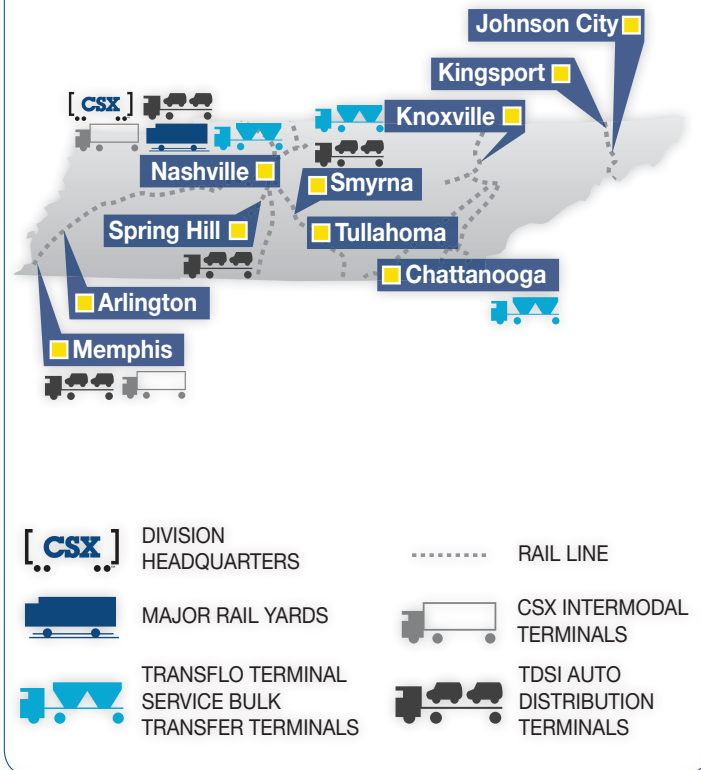 Johnson City
Kingsport
CSX
Knoxville
Nashville
Smyrna
Spring Hill
Tullahoma
Chattanooga
Arlington
Memphis
CSX
DIVISION
HEADQUARTERS
RAIL LINE
MAJOR RAIL YARDS
CSX INTERMODAL
TERMINALS
TRANSFLO TERMINAL
SERVICE BULK
TRANSFER TERMINALS
TDSI AUTO
DISTRIBUTION
TERMINALS